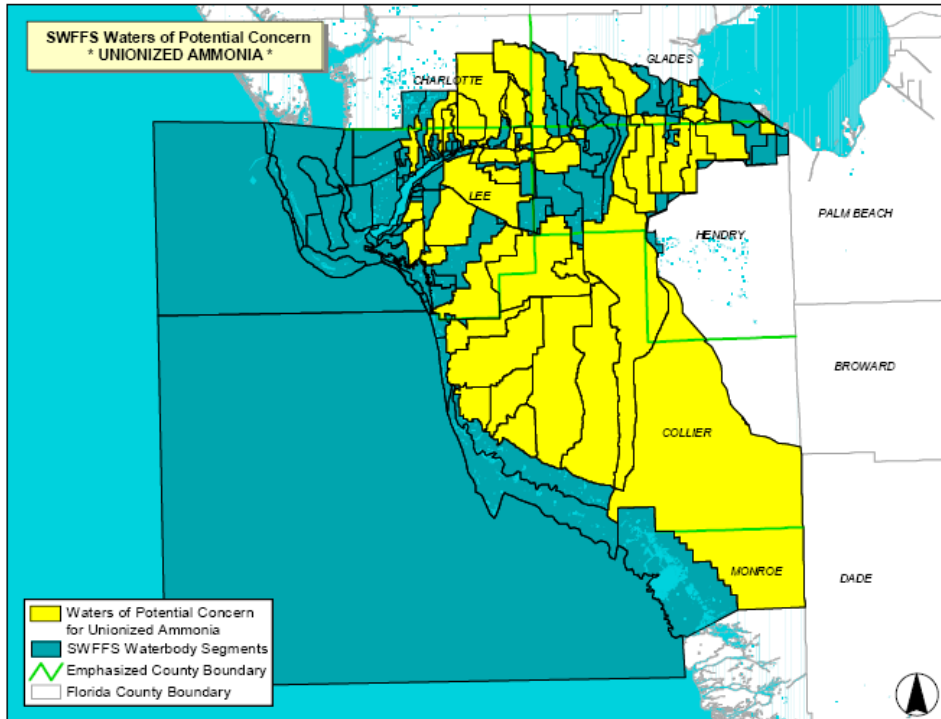 SWFFS Waters of Potential Concern
* UNIONIZED AMMONIA *
GLADES
CHARLOTTE
LEE
PALM BEACH
HENDRY
BROWARD
COLLIER
MONROE
DADE
Waters of Potential Concern
for Unionized Ammonia
SWFFS Waterbody Segments
Emphasized County Boundary
Florida County Boundary